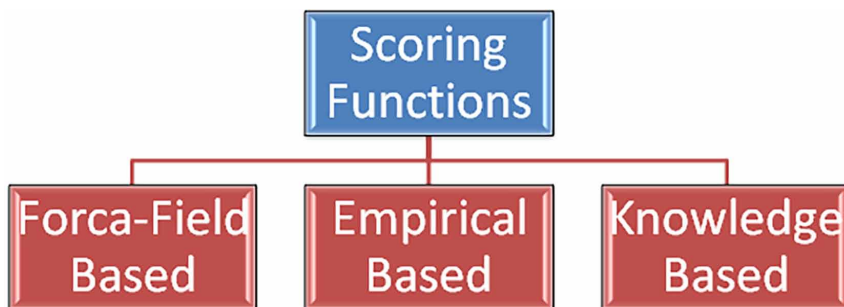 Scoring
Functions
Forca-Field
Based
Empirical
Based
Knowledge
Based